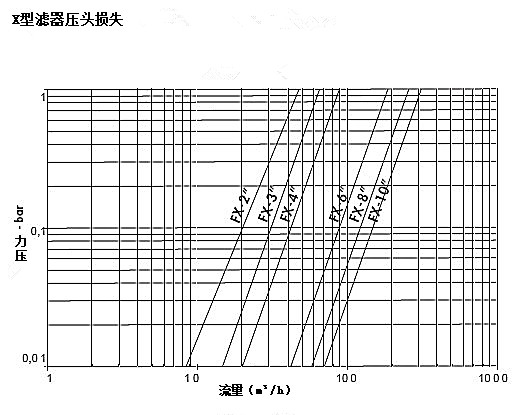 X型滤器压头损失
1
0,1
0,01
力压 -bar
FX-2"
FX-3"
FX-4"
FX-6"
FX-8"
FX-10"
1
10
100
1000
流量 (m³/h)